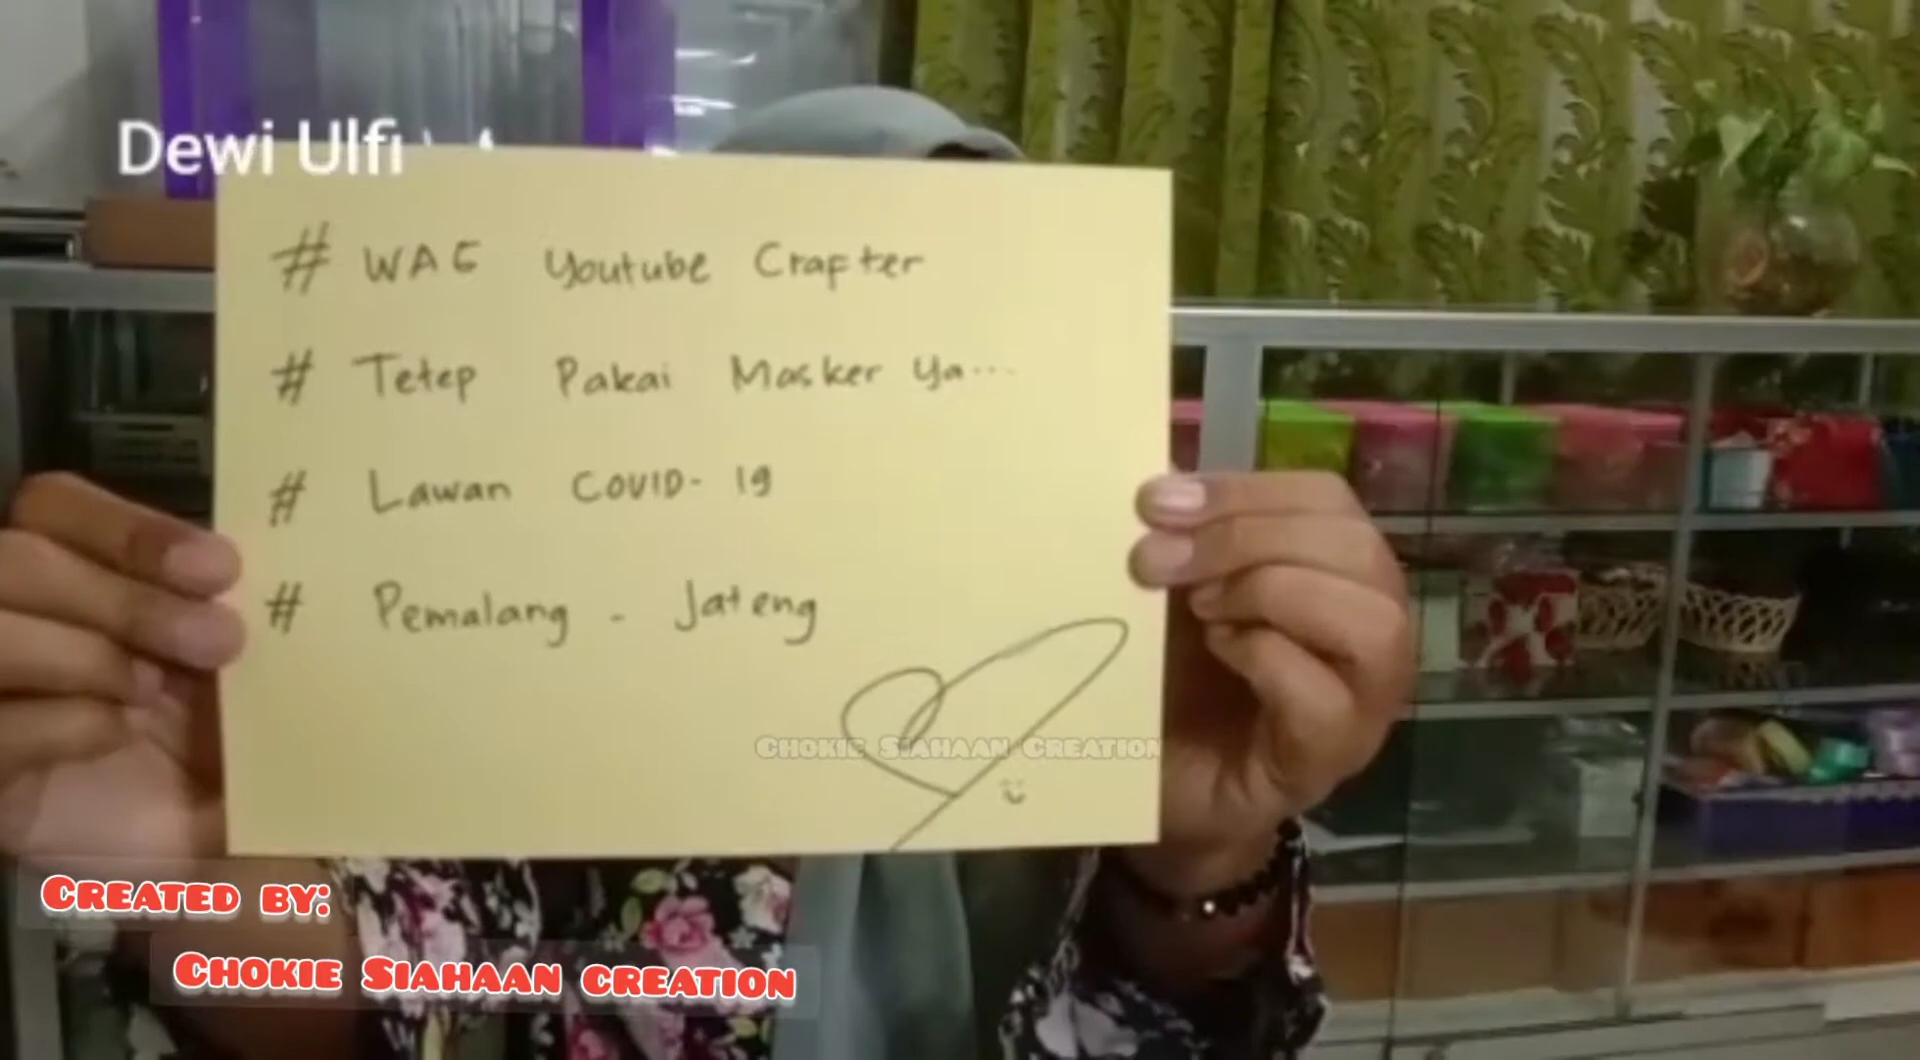 Dewi Ulfi
# WAG Youtube Crafter
# Tetep Pakai Masker Ya...
# Lawan COVID-19
# Pemalang - Jateng
CHOKIE SIAHAAN CREATION
CREATED BY:
CHOKIE SIAHAAN CREATION